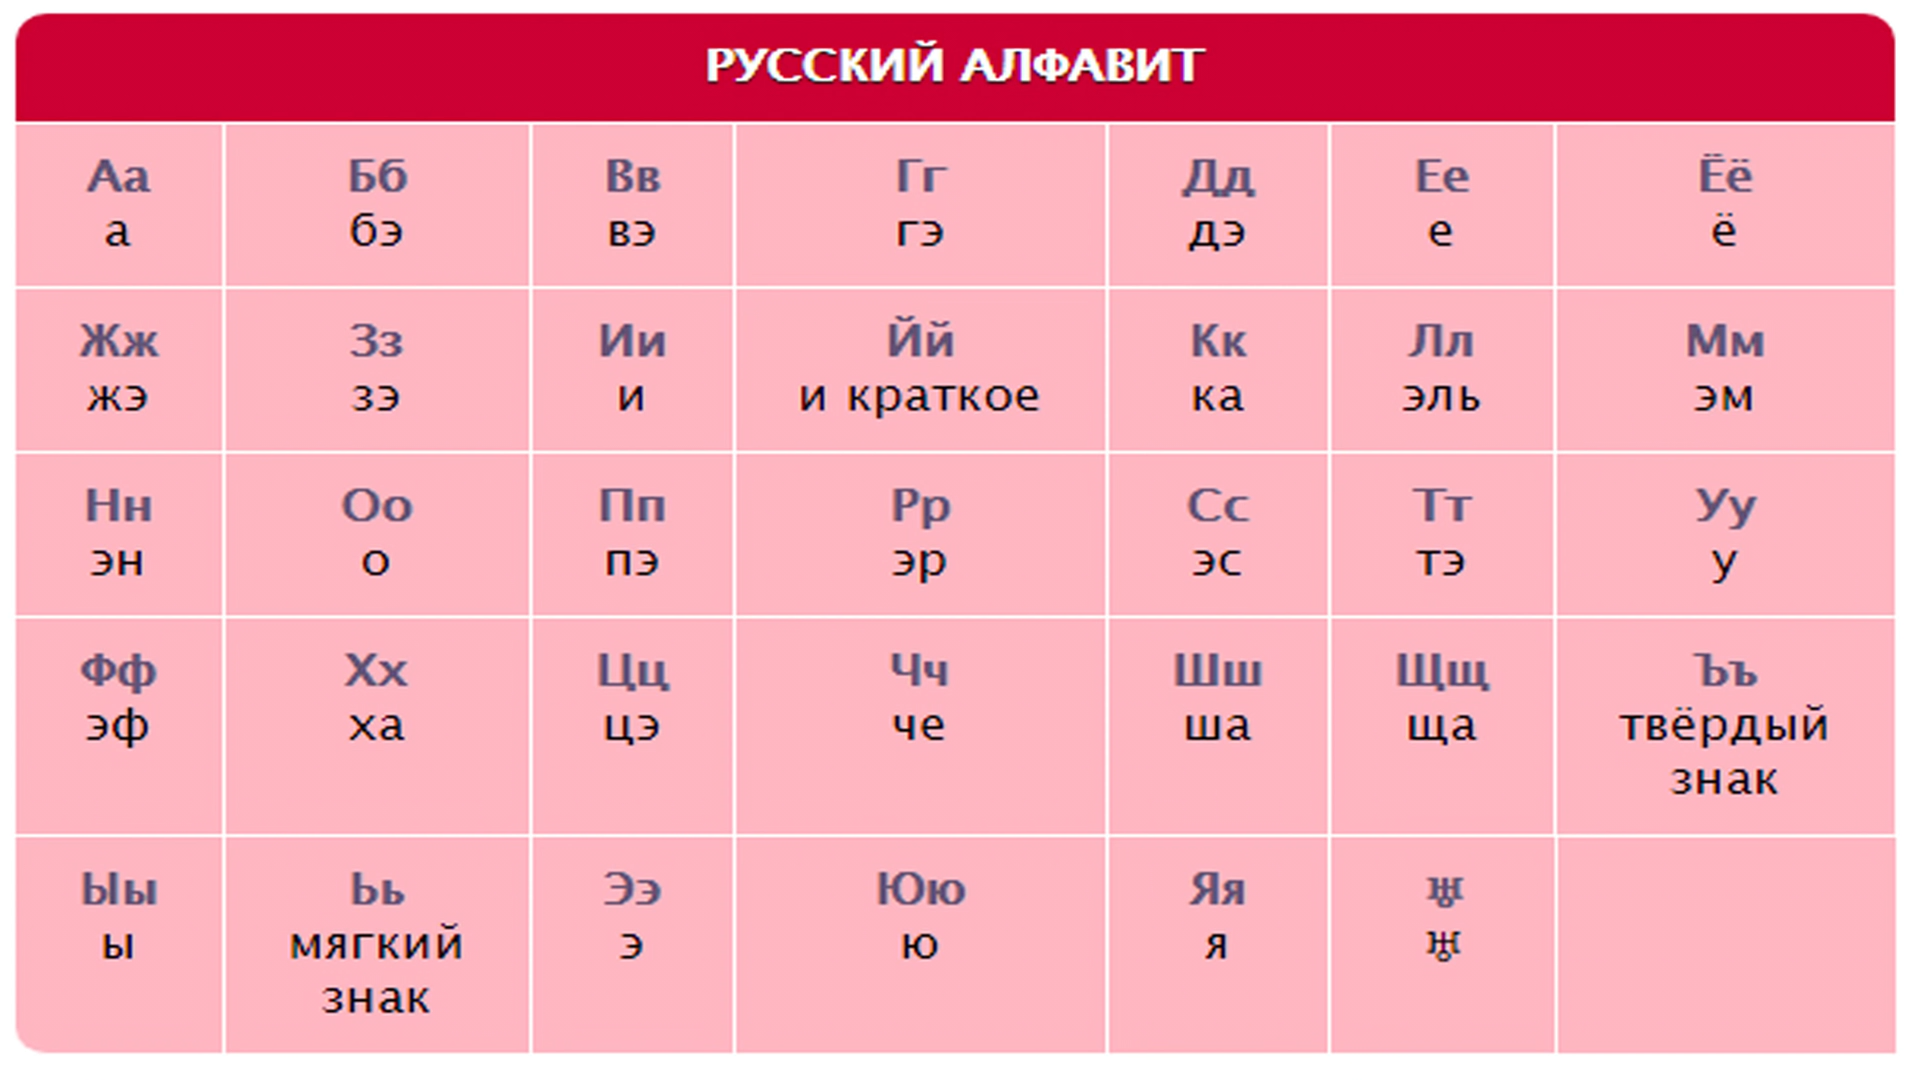 РУССКИЙ АЛФАВИТ
Аа Бб Вв Гг Дд Ее Ёё
а бэ вэ гэ дэ е ё
Жж Зз Ии Йй Кк Лл Мм
жэ зэ и и краткое ка эль эм
Нн Оо Пп Рр Сс Тт Уу
эн о пэ эр эс тэ у
Фф Хх Цц Чч Шш Щщ Ъъ
эф ха цэ че ша ща твёрдый
знак
Ыы Ьь Ээ Юю Яя ♅
ы мягкий э ю я ♅
знак